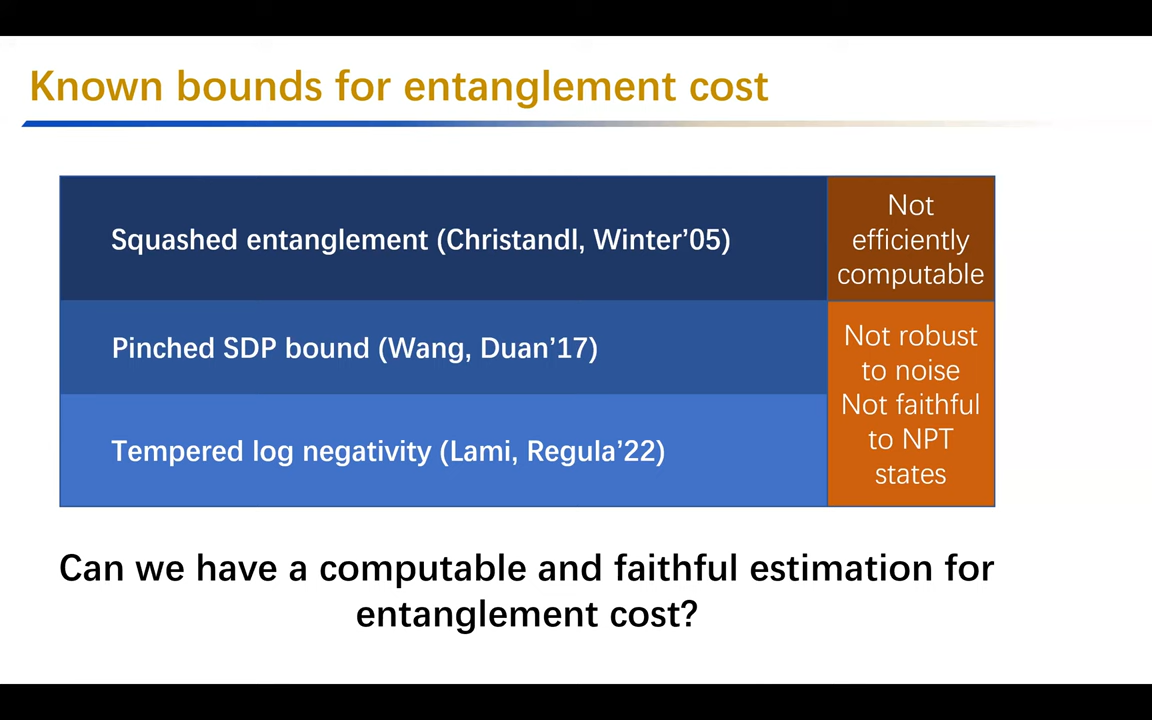 Known bounds for entanglement cost
Squashed entanglement (Christandl, Winter’05)
Not
efficiently
computable
Pinched SDP bound (Wang, Duan’17)
Tempered log negativity (Lami, Regula’22)
Not robust
to noise
Not faithful
to NPT
states
Can we have a computable and faithful estimation for
entanglement cost?